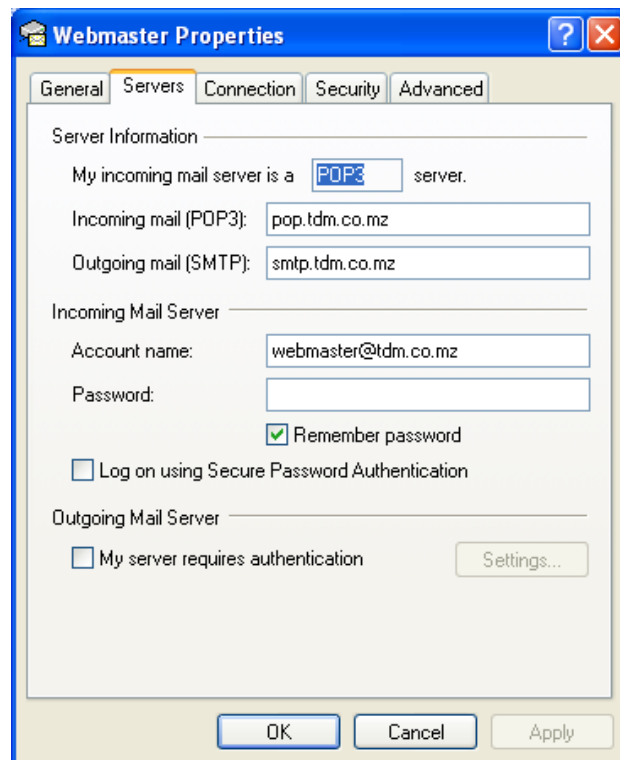 Webmaster Properties
General Servers Connection Security Advanced
Server Information
My incoming mail server is a POP3 server.
Incoming mail (POP3): pop.tdm.co.mz
Outgoing mail (SMTP): smtp.tdm.co.mz
Incoming Mail Server
Account name: webmaster@tdm.co.mz
Password:
Remember password
Log on using Secure Password Authentication
Outgoing Mail Server
My server requires authentication Settings...
OK Cancel Apply